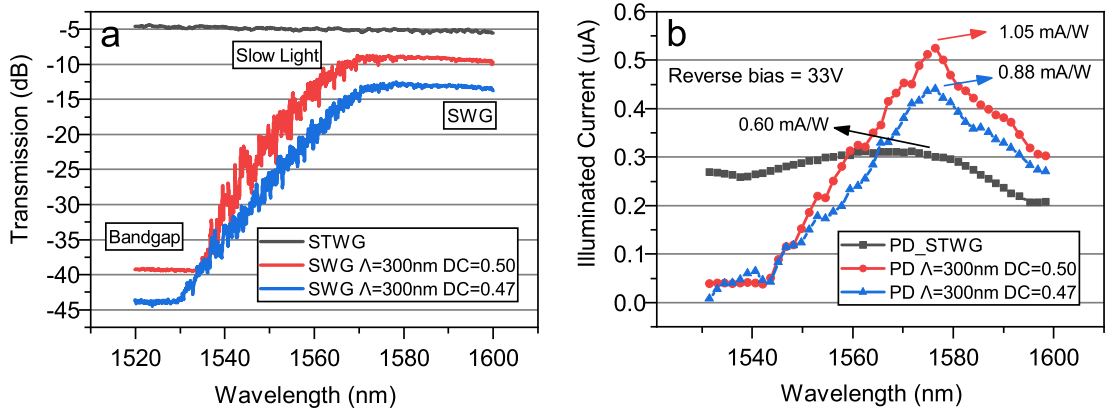 a
Transmission (dB)
-5
-10
-15
-20
-25
-30
-35
-40
-45
Slow Light
SWG
Bandgap
STWG
SWG Λ=300nm DC=0.50
SWG Λ=300nm DC=0.47
1520
1540
1560
1580
1600
Wavelength (nm)
b
Illuminated Current (uA)
0.6
0.5
0.4
0.3
0.2
0.1
0.0
1.05 mA/W
Reverse bias = 33V
0.88 mA/W
0.60 mA/W
PD_STWG
PD Λ=300nm DC=0.50
PD Λ=300nm DC=0.47
1540
1560
1580
1600
Wavelength (nm)